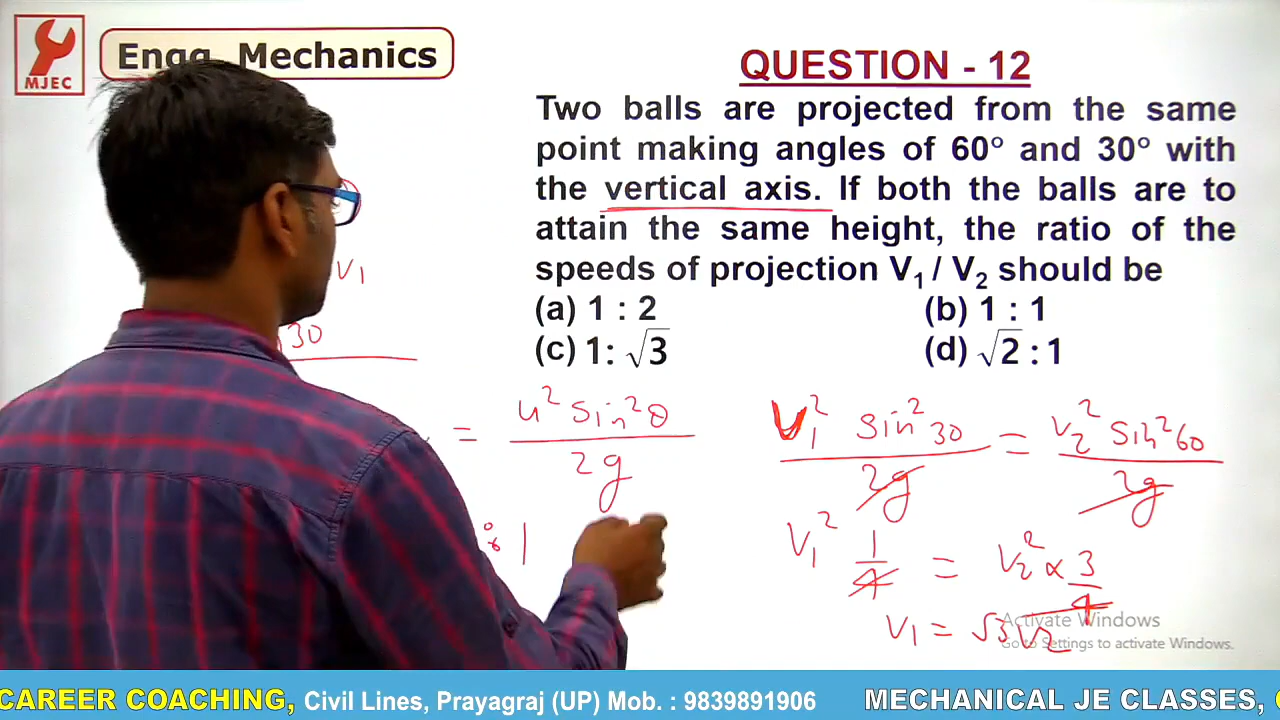 MJEC
Engg. Mechanics
QUESTION - 12
Two balls are projected from the same
point making angles of 60° and 30° with
the vertical axis. If both the balls are to
attain the same height, the ratio of the
speeds of projection V₁ / V₂ should be
(a) 1 : 2 (b) 1 : 1
(c) 1: √3 (d) √2 : 1
V₁
30
= u² sin²θ / 2g
V₁² sin² 30 / 2g = V₂² sin² 60 / 2g
V₁² 1/4 = V₂² × 3/4
: 1
V₁ = √3 V₂
Activate Windows
Go to Settings to activate Windows.
CAREER COACHING, Civil Lines, Prayagraj (UP) Mob. : 9839891906 MECHANICAL JE CLASSES,